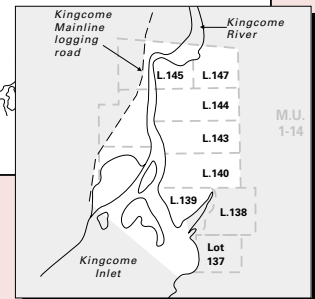 Kingcome
Mainline
logging
road
Kingcome
River
L.145
L.147
L.144
M.U.
1-14
L.143
L.140
L.139
L.138
Lot
137
Kingcome
Inlet